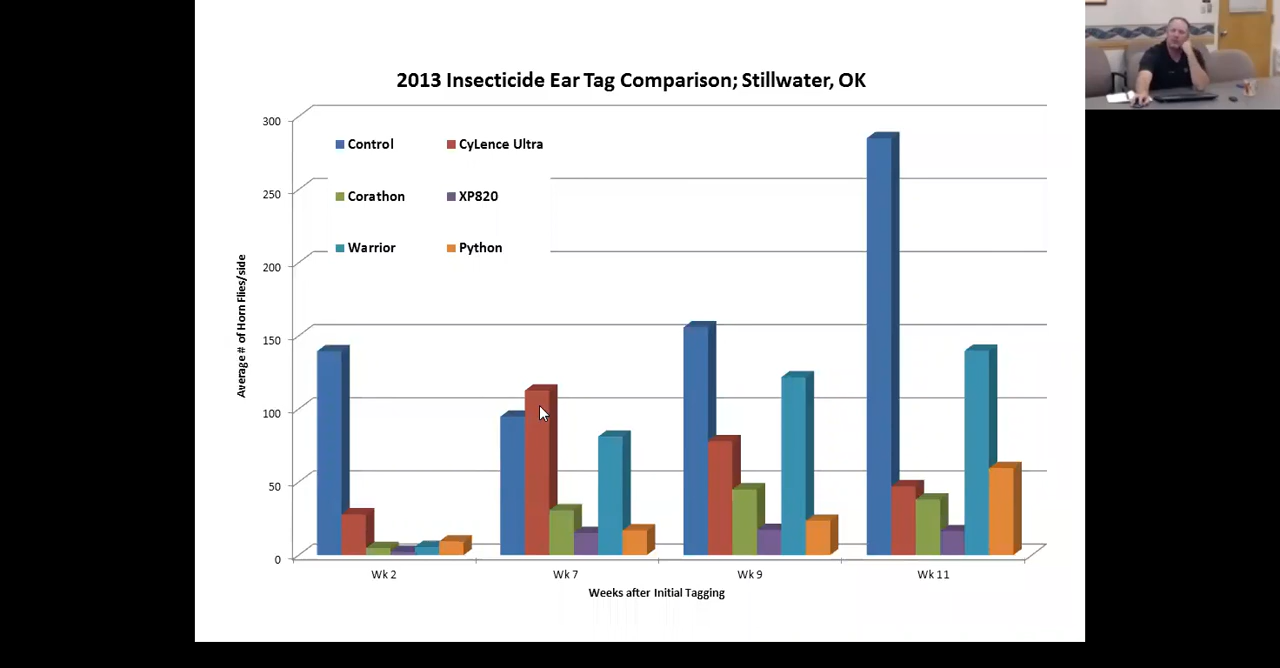 2013 Insecticide Ear Tag Comparison; Stillwater, OK
300
250
200
150
100
50
0
Average # of Horn Flies/side
Control
CyLence Ultra
Corathon
XP820
Warrior
Python
Wk 2
Wk 7
Wk 9
Wk 11
Weeks after Initial Tagging